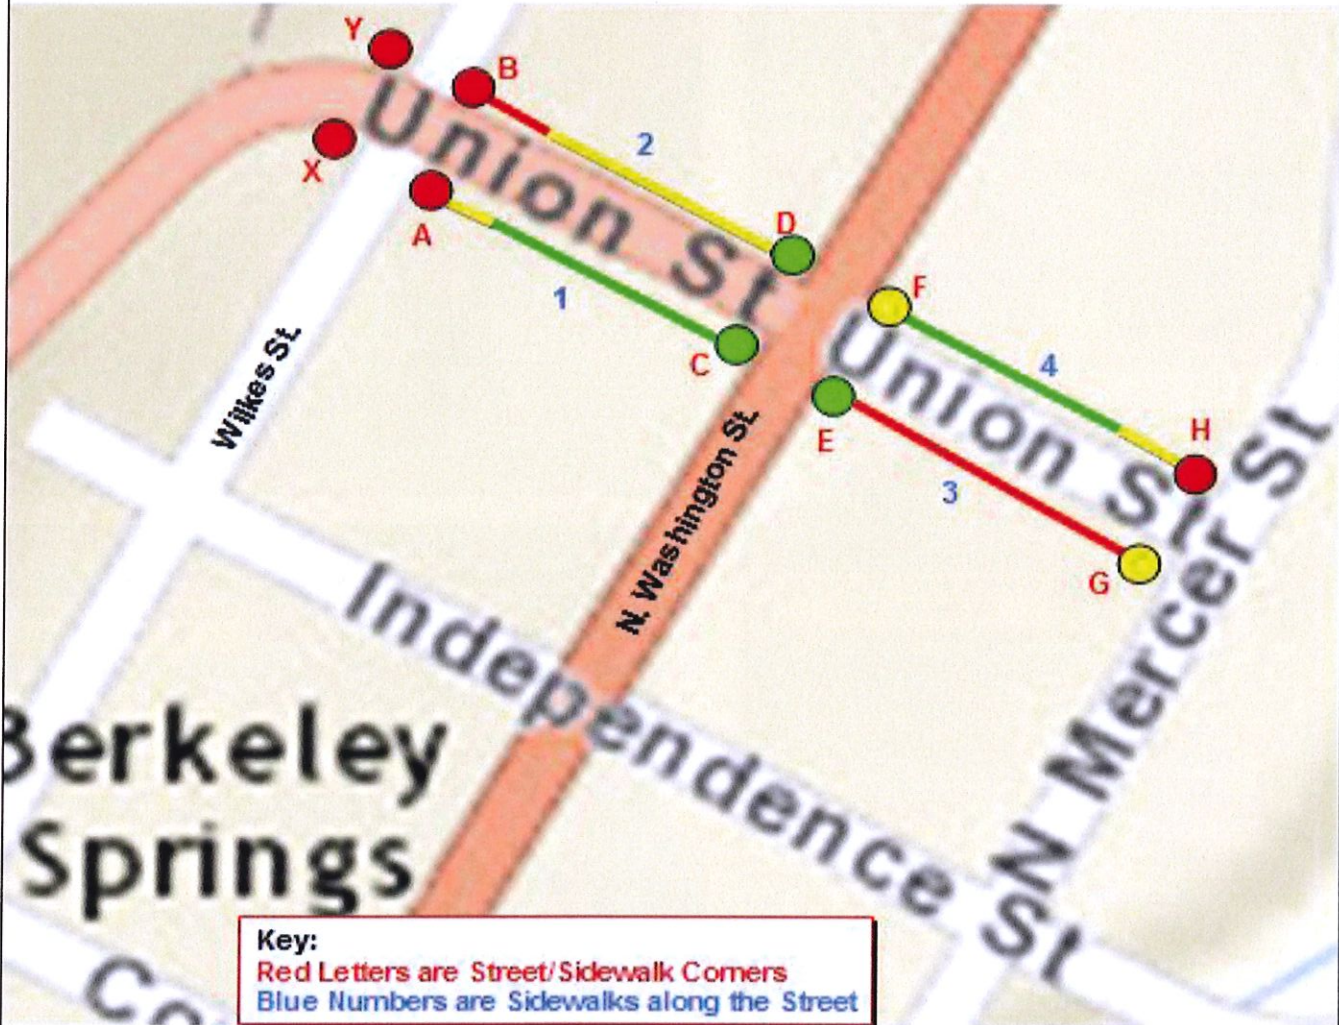 Y
B
2
X
Union St
A
D
1
F
C
Union St
4
Wilkes St.
E
H
N. Washington St.
3
G
Independence St
N Mercer St
Berkeley
Springs
Key:
Red Letters are Street/Sidewalk Corners
Blue Numbers are Sidewalks along the Street